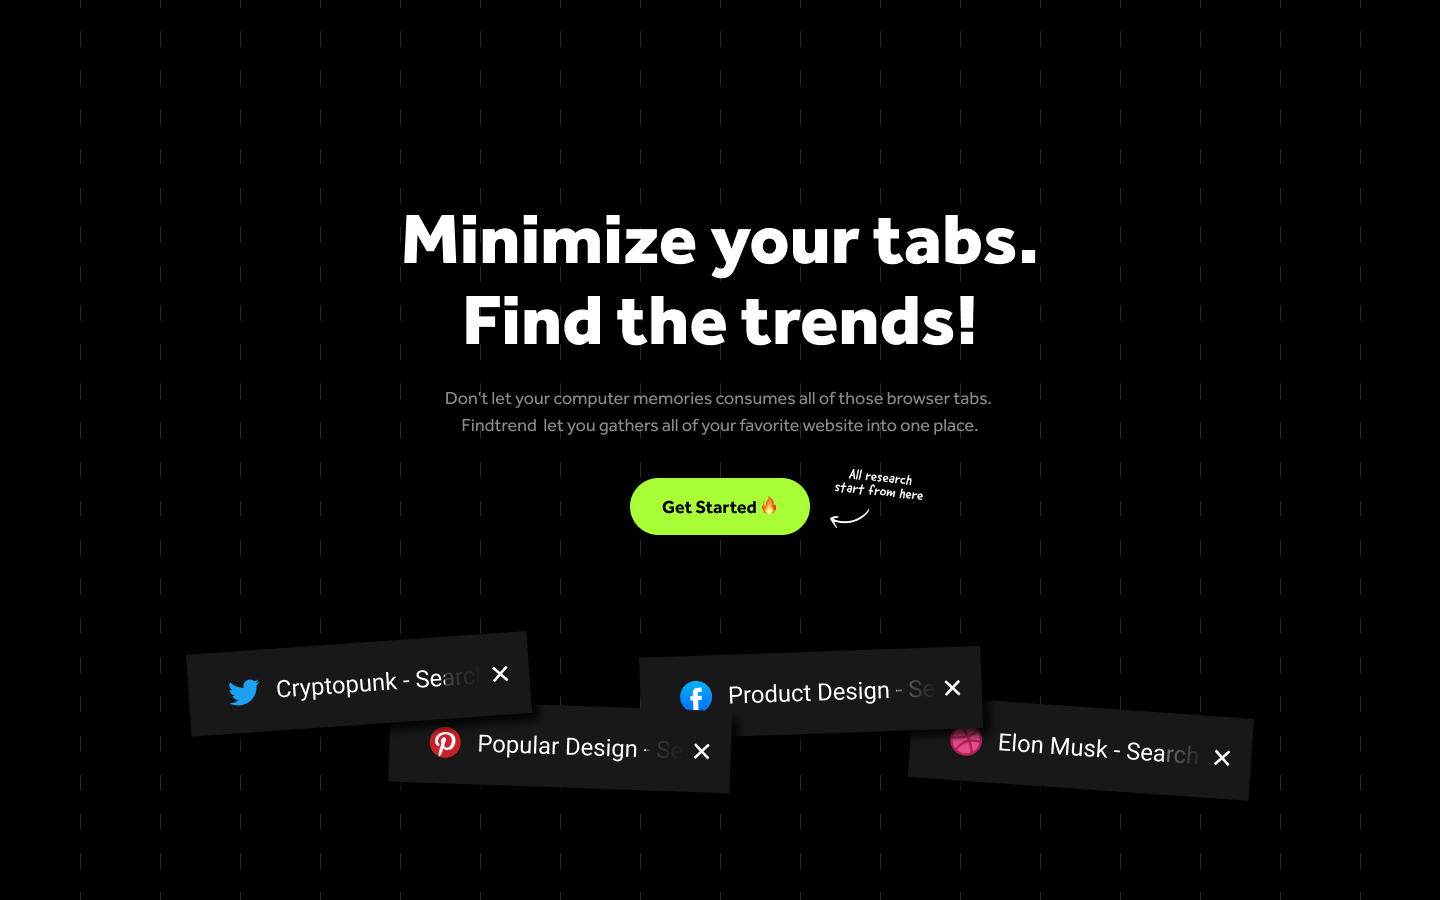 Minimize your tabs.
Find the trends!
Don't let your computer memories consumes all of those browser tabs.
Findtrend let you gathers all of your favorite website into one place.
Get Started 🔥
All research
start from here
Cryptopunk - Search
Product Design - Se
Popular Design - Se
Elon Musk - Search